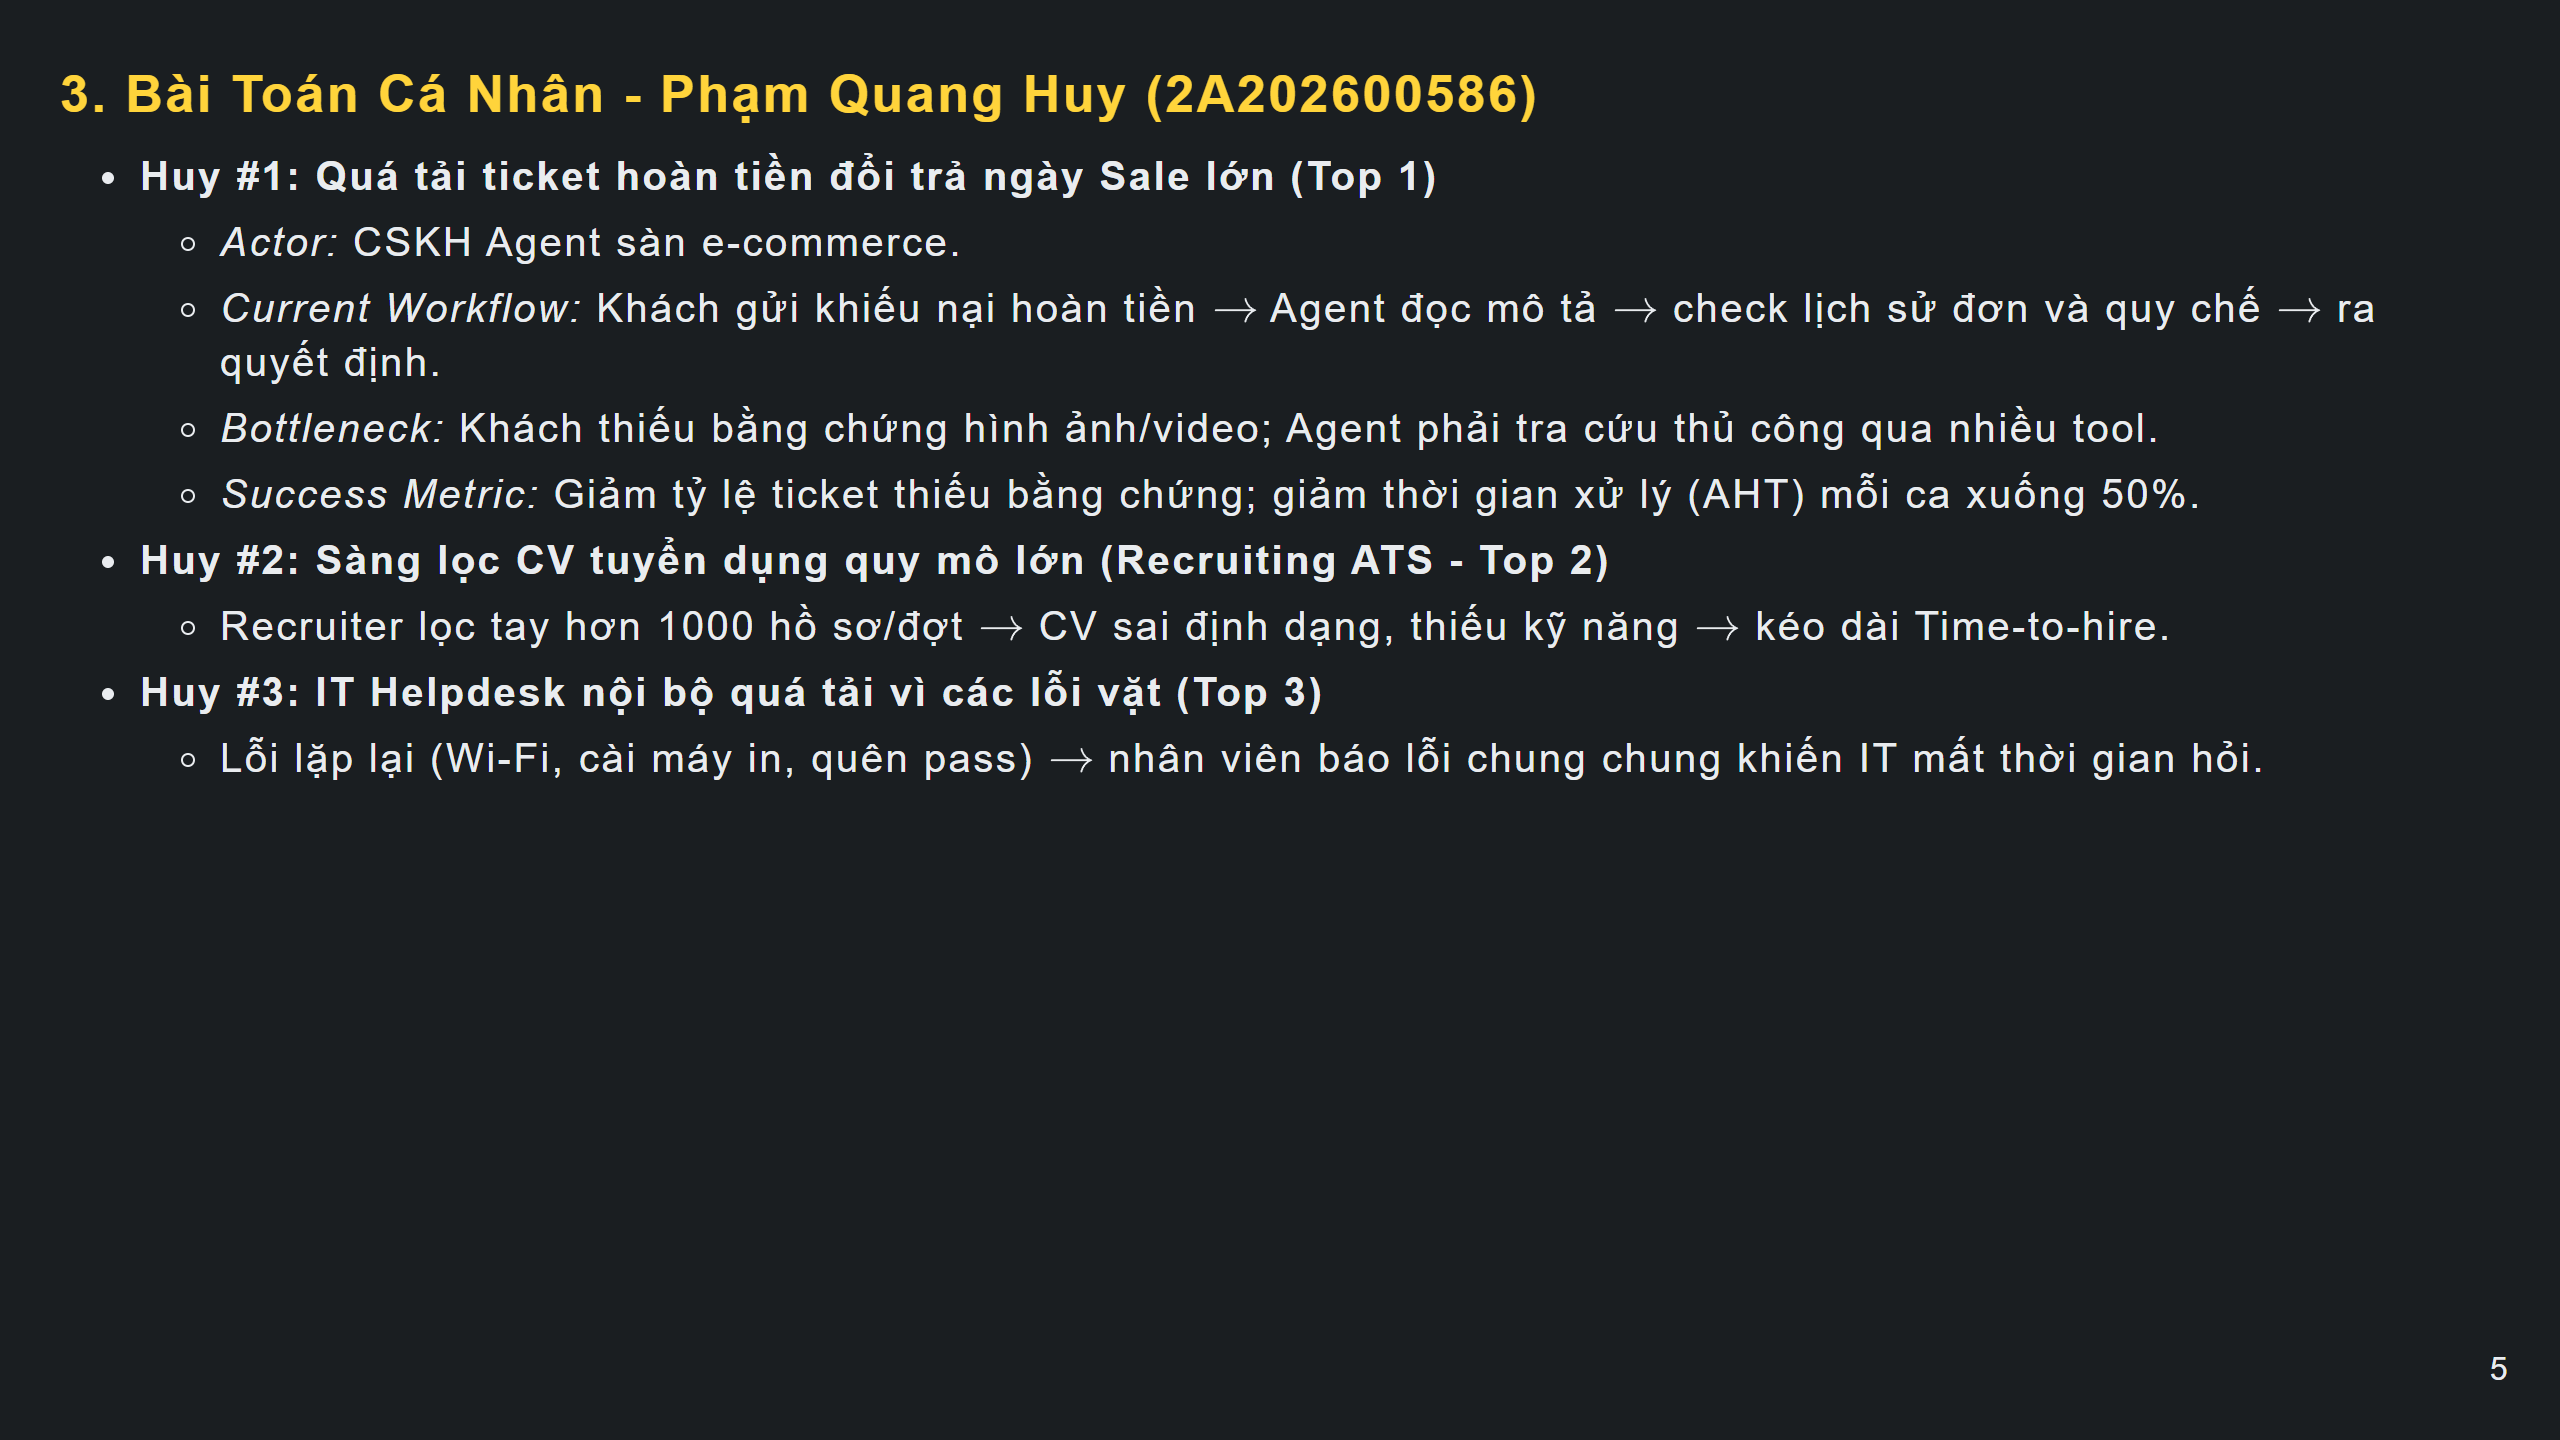 3. Bài Toán Cá Nhân - Phạm Quang Huy (2A202600586)
• Huy #1: Quá tải ticket hoàn tiền đổi trả ngày Sale lớn (Top 1)
◦ Actor: CSKH Agent sàn e-commerce.
◦ Current Workflow: Khách gửi khiếu nại hoàn tiền → Agent đọc mô tả → check lịch sử đơn và quy chế → ra
quyết định.
◦ Bottleneck: Khách thiếu bằng chứng hình ảnh/video; Agent phải tra cứu thủ công qua nhiều tool.
◦ Success Metric: Giảm tỷ lệ ticket thiếu bằng chứng; giảm thời gian xử lý (AHT) mỗi ca xuống 50%.
• Huy #2: Sàng lọc CV tuyển dụng quy mô lớn (Recruiting ATS - Top 2)
◦ Recruiter lọc tay hơn 1000 hồ sơ/đợt → CV sai định dạng, thiếu kỹ năng → kéo dài Time-to-hire.
• Huy #3: IT Helpdesk nội bộ quá tải vì các lỗi vặt (Top 3)
◦ Lỗi lặp lại (Wi-Fi, cài máy in, quên pass) → nhân viên báo lỗi chung chung khiến IT mất thời gian hỏi.
5